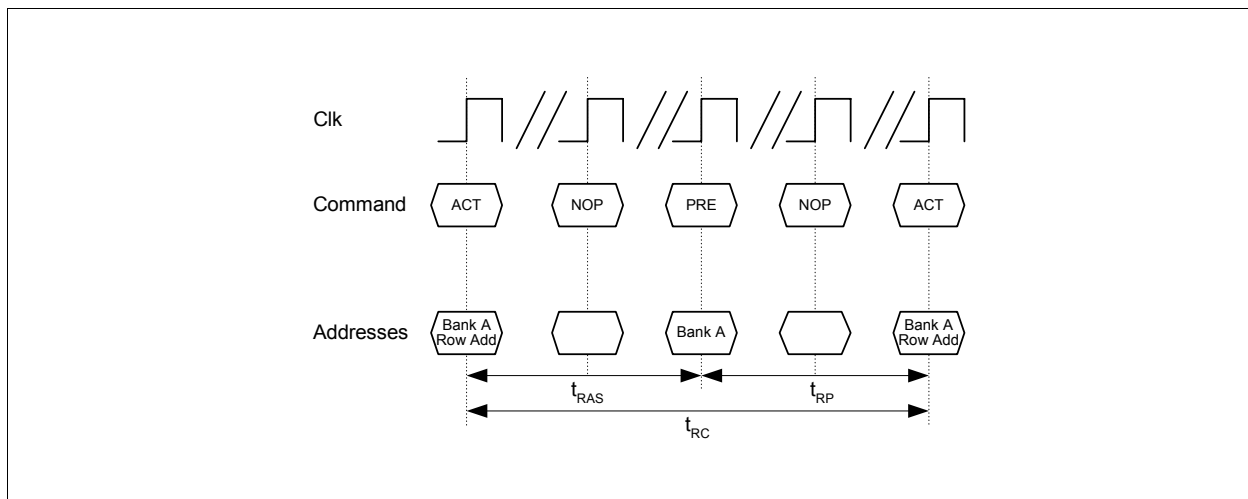 Clk
Command ACT NOP PRE NOP ACT
Addresses Bank A Row Add Bank A Bank A Row Add
tRAS tRP
tRC